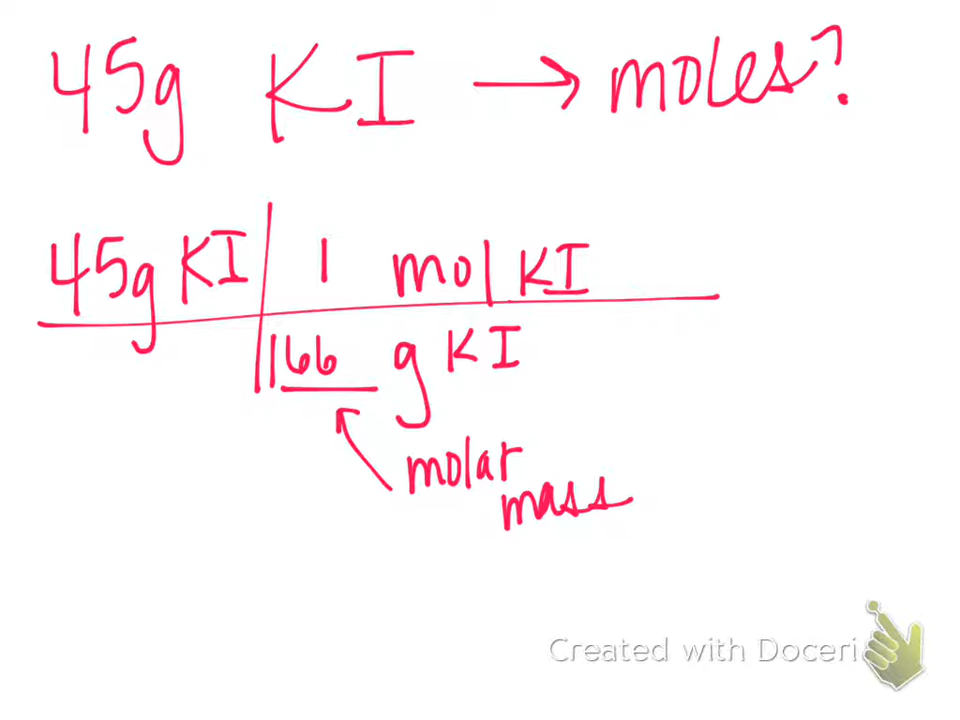 45g KI → moles?
45g KI | 1 mol KI
166 g KI
molar
mass
Created with Doceri